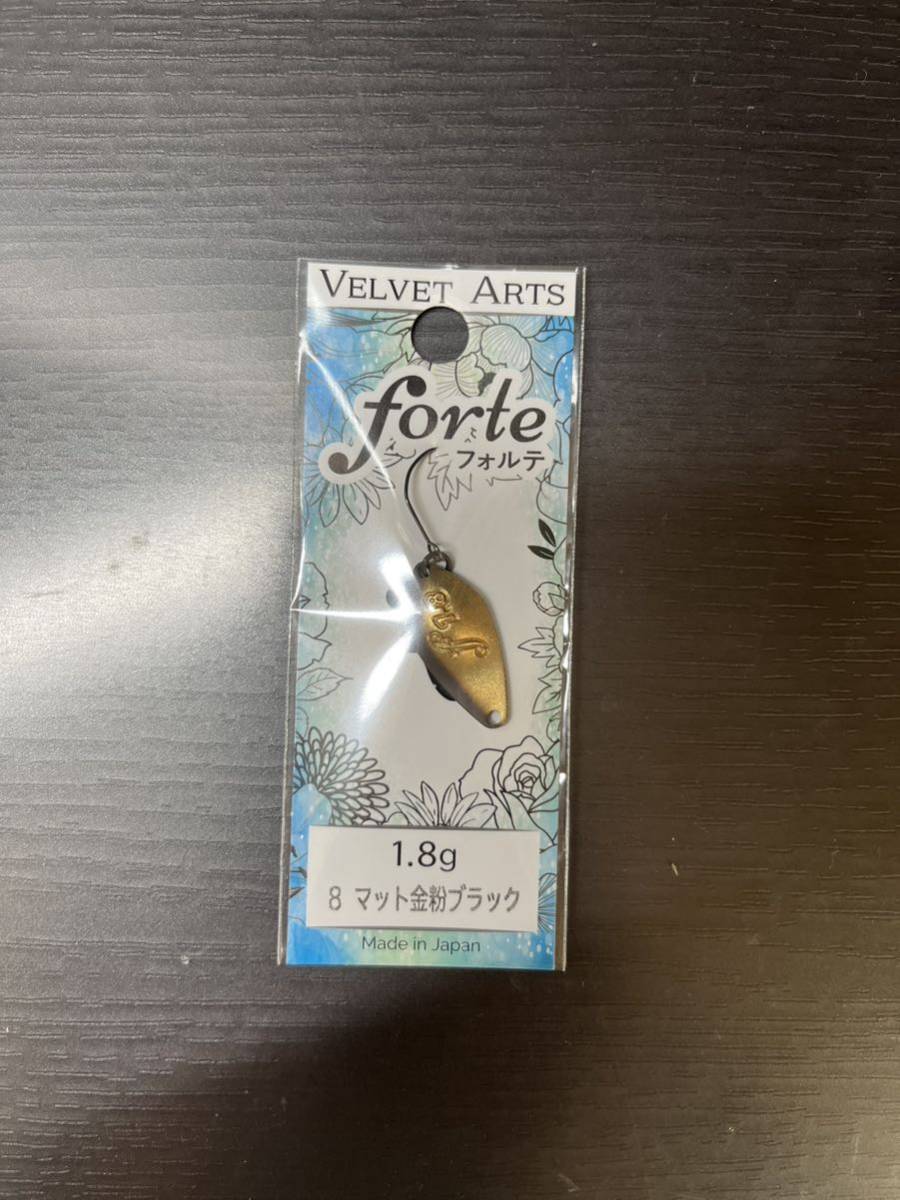 VELVET ARTS
forte
フォルテ
1.8g
8 マット金粉ブラック
Made in Japan